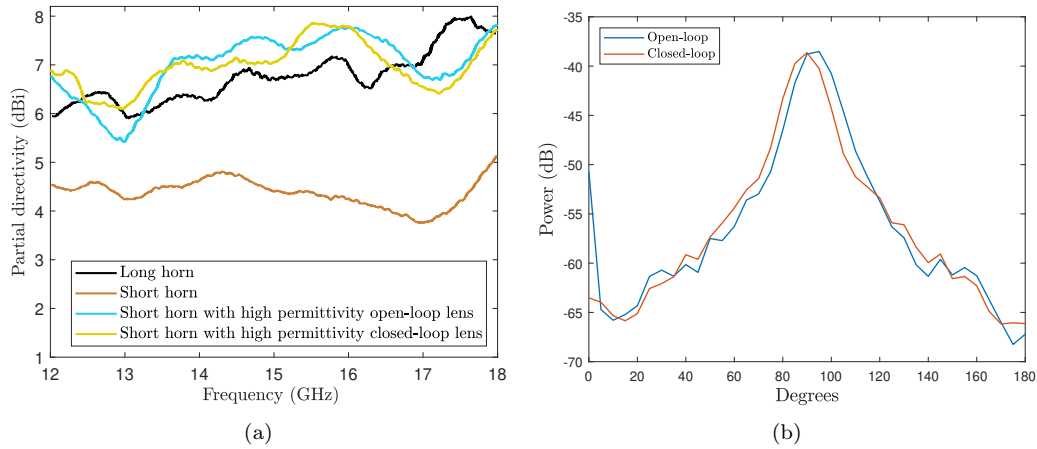 8
7
6
5
4
3
2
1
Partial directivity (dBi)
Long horn
Short horn
Short horn with high permittivity open-loop lens
Short horn with high permittivity closed-loop lens
12 13 14 15 16 17 18
Frequency (GHz)
(a)
-35
-40
-45
-50
-55
-60
-65
-70
Power (dB)
Open-loop
Closed-loop
0 20 40 60 80 100 120 140 160 180
Degrees
(b)